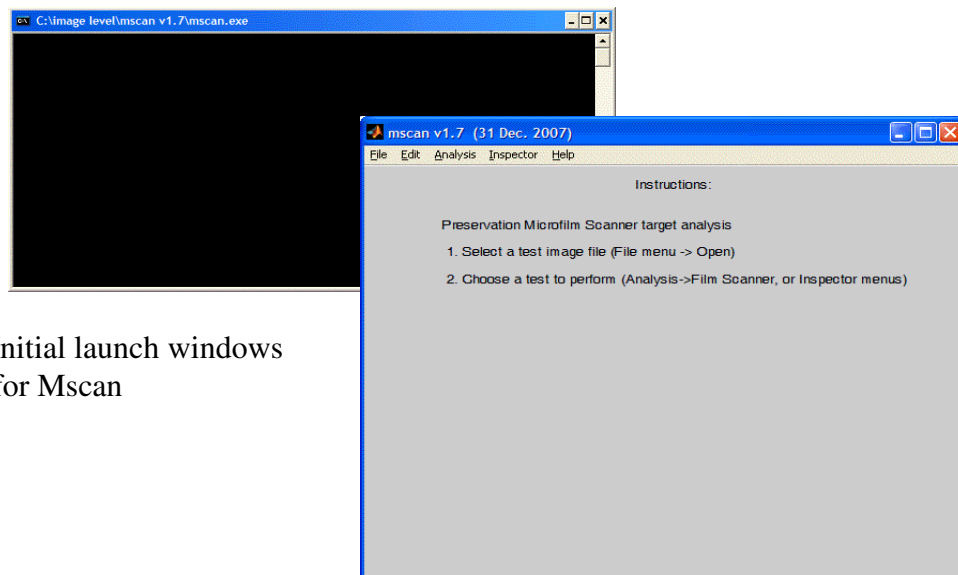 C:\image level\mscan v1.7\mscan.exe
mscan v1.7 (31 Dec. 2007)
File Edit Analysis Inspector Help
Instructions:
Preservation Microfilm Scanner target analysis
1. Select a test image file (File menu -> Open)
2. Choose a test to perform (Analysis->Film Scanner, or Inspector menus)
nitial launch windows
for Mscan